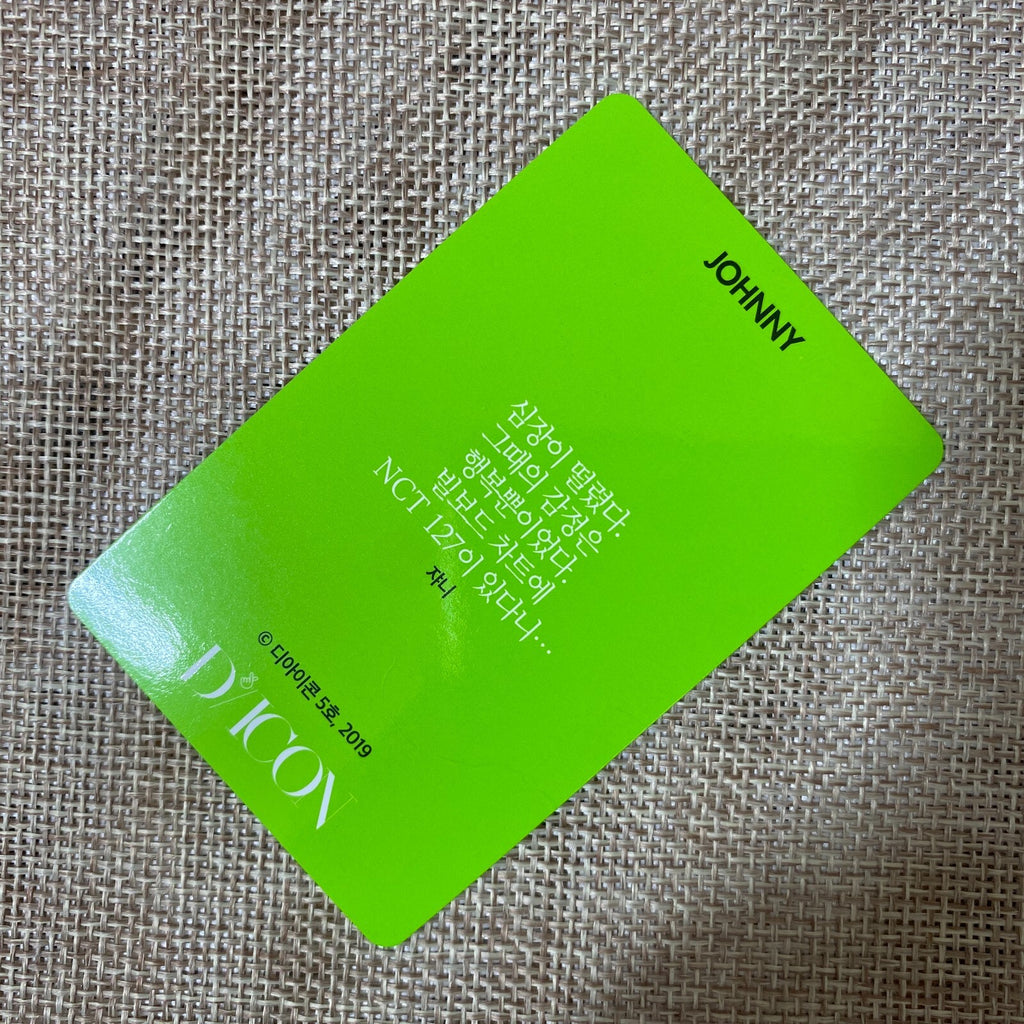 JOHNNY
심장이 떨렸다.
그때의 감정은
행복뿐이었다.
빌보드 차트에
NCT 127이 있다니…
쟈니
© 디아이콘 5호, 2019
D/ICON